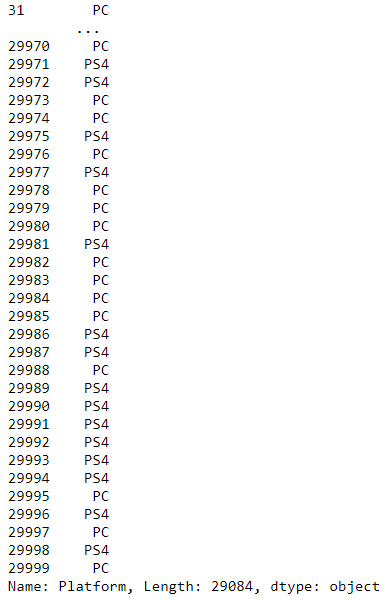 31 PC
...
29970 PC
29971 PS4
29972 PS4
29973 PC
29974 PC
29975 PS4
29976 PC
29977 PS4
29978 PC
29979 PC
29980 PC
29981 PS4
29982 PC
29983 PC
29984 PC
29985 PC
29986 PS4
29987 PS4
29988 PC
29989 PS4
29990 PS4
29991 PS4
29992 PS4
29993 PS4
29994 PS4
29995 PC
29996 PS4
29997 PC
29998 PS4
29999 PC
Name: Platform, Length: 29084, dtype: object